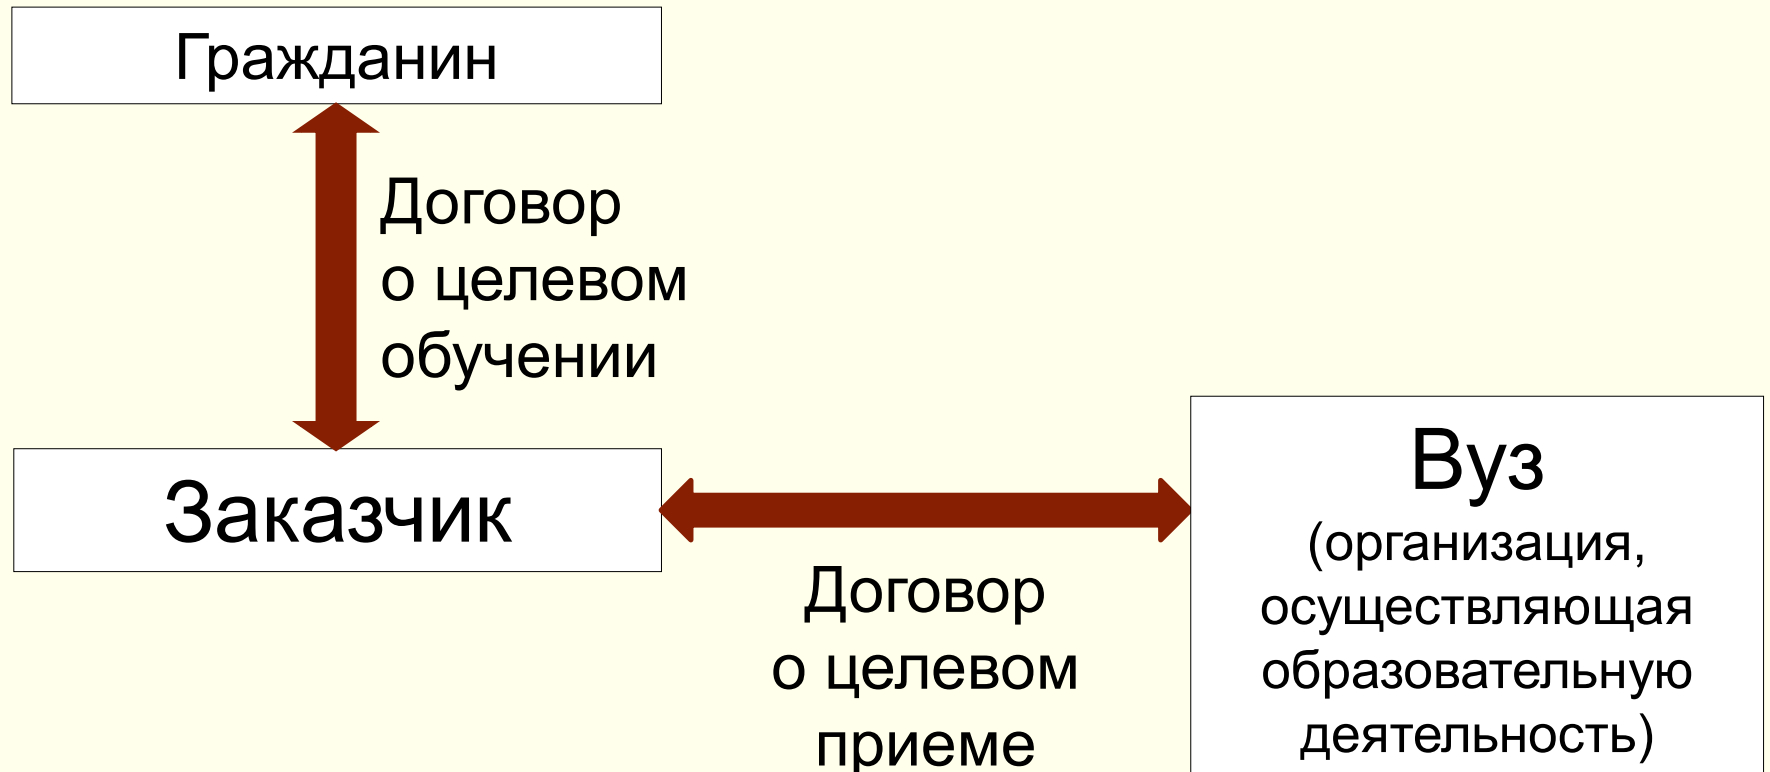 Гражданин
Договор
о целевом
обучении
Заказчик
Договор
о целевом
приеме
Вуз
(организация,
осуществляющая
образовательную
деятельность)